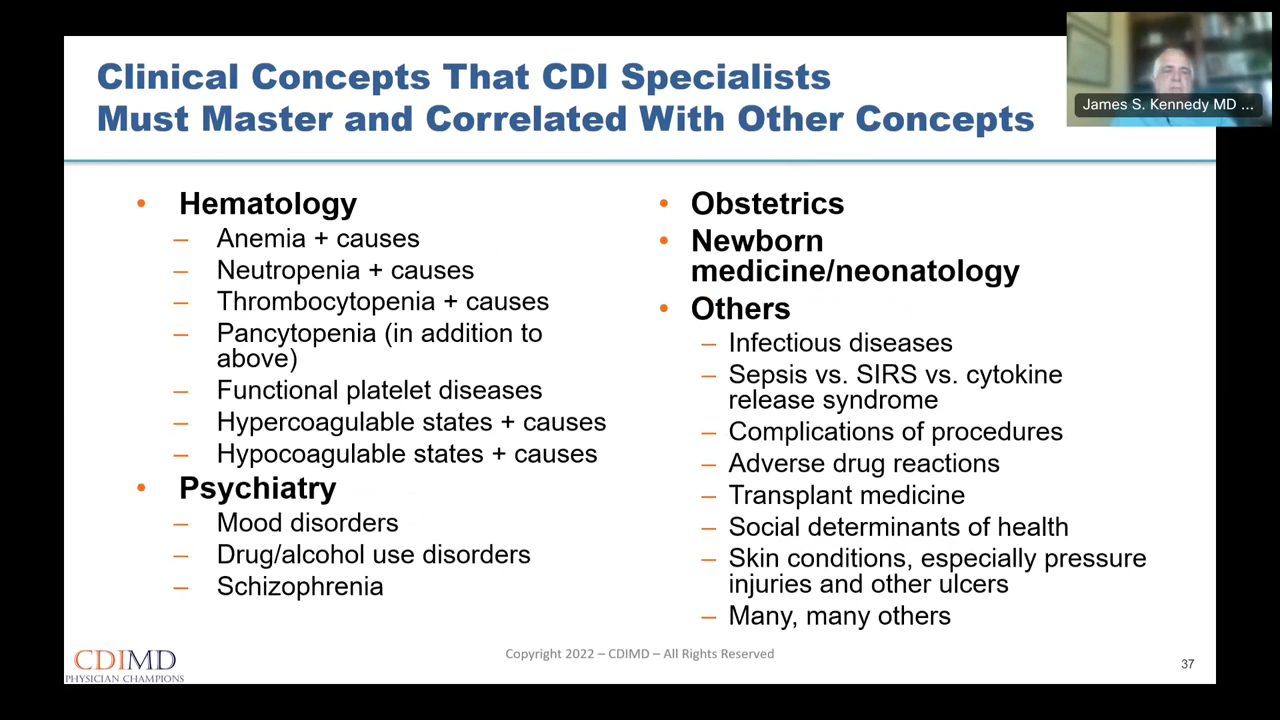 Clinical Concepts That CDI Specialists
Must Master and Correlated With Other Concepts
James S. Kennedy MD ...
• Hematology
– Anemia + causes
– Neutropenia + causes
– Thrombocytopenia + causes
– Pancytopenia (in addition to
above)
– Functional platelet diseases
– Hypercoagulable states + causes
– Hypocoagulable states + causes
• Psychiatry
– Mood disorders
– Drug/alcohol use disorders
– Schizophrenia
• Obstetrics
• Newborn
medicine/neonatology
• Others
– Infectious diseases
– Sepsis vs. SIRS vs. cytokine
release syndrome
– Complications of procedures
– Adverse drug reactions
– Transplant medicine
– Social determinants of health
– Skin conditions, especially pressure
injuries and other ulcers
– Many, many others
CDIMD
PHYSICIAN CHAMPIONS
Copyright 2022 – CDIMD – All Rights Reserved
37